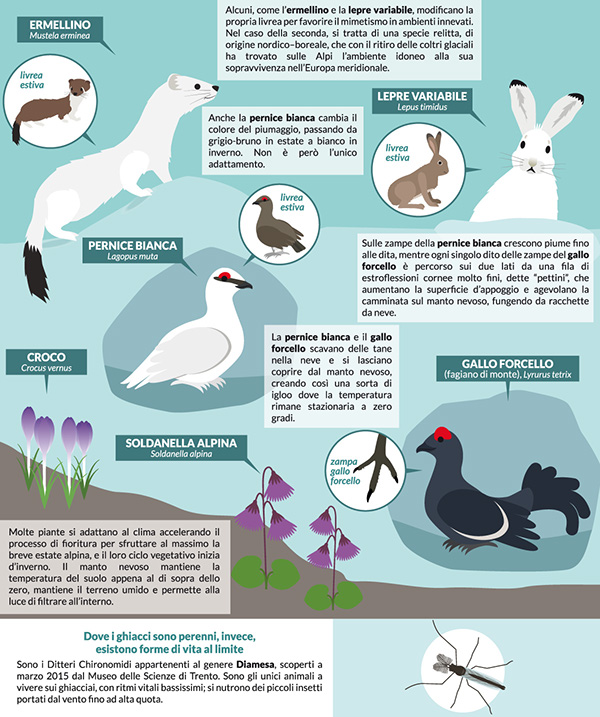 ERMELLINO
Mustela erminea
livrea
estiva
Alcuni, come l'ermellino e la lepre variabile, modificano la
propria livrea per favorire il mimetismo in ambienti innevati.
Nel caso della seconda, si tratta di una specie relitta, di
origine nordico–boreale, che con il ritiro delle coltri glaciali
ha trovato sulle Alpi l'ambiente idoneo alla sua
sopravvivenza nell'Europa meridionale.
LEPRE VARIABILE
Lepus timidus
livrea
estiva
Anche la pernice bianca cambia il
colore del piumaggio, passando da
grigio-bruno in estate a bianco in
inverno. Non è però l'unico
adattamento.
livrea
estiva
PERNICE BIANCA
Lagopus muta
Sulle zampe della pernice bianca crescono piume fino
alle dita, mentre ogni singolo dito delle zampe del gallo
forcello è percorso sui due lati da una fila di
estroflessioni cornee molto fini, dette "pettini", che
aumentano la superficie d'appoggio e agevolano la
camminata sul manto nevoso, fungendo da racchette
da neve.
La pernice bianca e il gallo
forcello scavano delle tane
nella neve e si lasciano
coprire dal manto nevoso,
creando così una sorta di
igloo dove la temperatura
rimane stazionaria a zero
gradi.
CROCO
Crocus vernus
GALLO FORCELLO
(fagiano di monte), Lyrurus tetrix
SOLDANELLA ALPINA
Soldanella alpina
zampa
gallo
forcello
Molte piante si adattano al clima accelerando il
processo di fioritura per sfruttare al massimo la
breve estate alpina, e il loro ciclo vegetativo inizia
d'inverno. Il manto nevoso mantiene la
temperatura del suolo appena al di sopra dello
zero, mantiene il terreno umido e permette alla
luce di filtrare all'interno.
Dove i ghiacci sono perenni, invece,
esistono forme di vita al limite
Sono i Ditteri Chironomidi appartenenti al genere Diamesa, scoperti a
marzo 2015 dal Museo delle Scienze di Trento. Sono gli unici animali a
vivere sui ghiacciai, con ritmi vitali bassissimi; si nutrono dei piccoli insetti
portati dal vento fino ad alta quota.